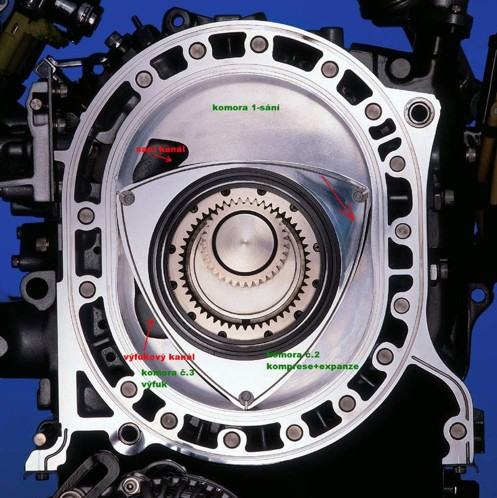 komora 1-sání
sací kanál
výfukový kanál
komora č.2
komprese+expanze
komora č.3
výfuk